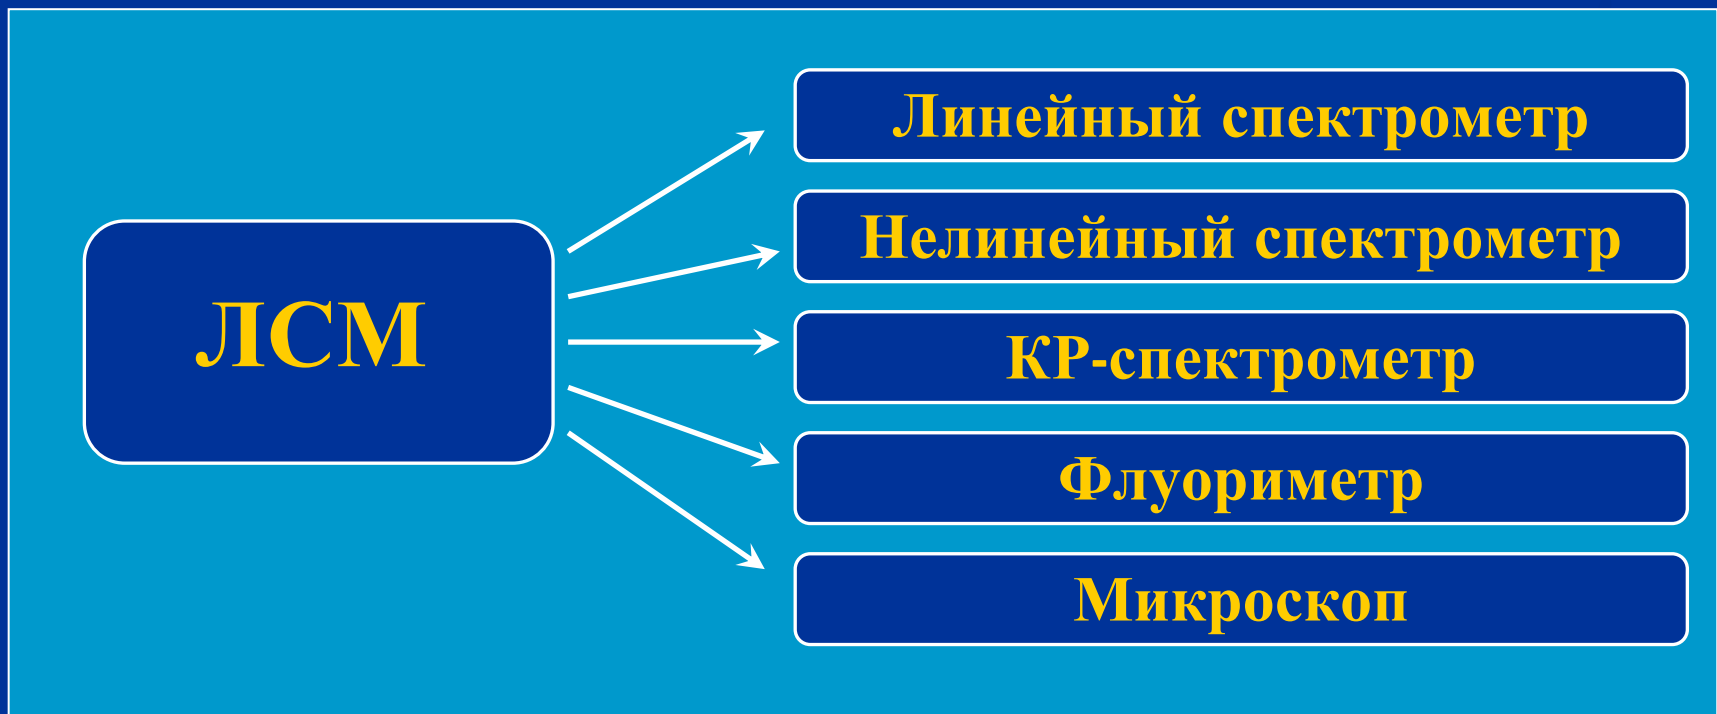 ЛСМ
Линейный спектрометр
Нелинейный спектрометр
КР-спектрометр
Флуориметр
Микроскоп